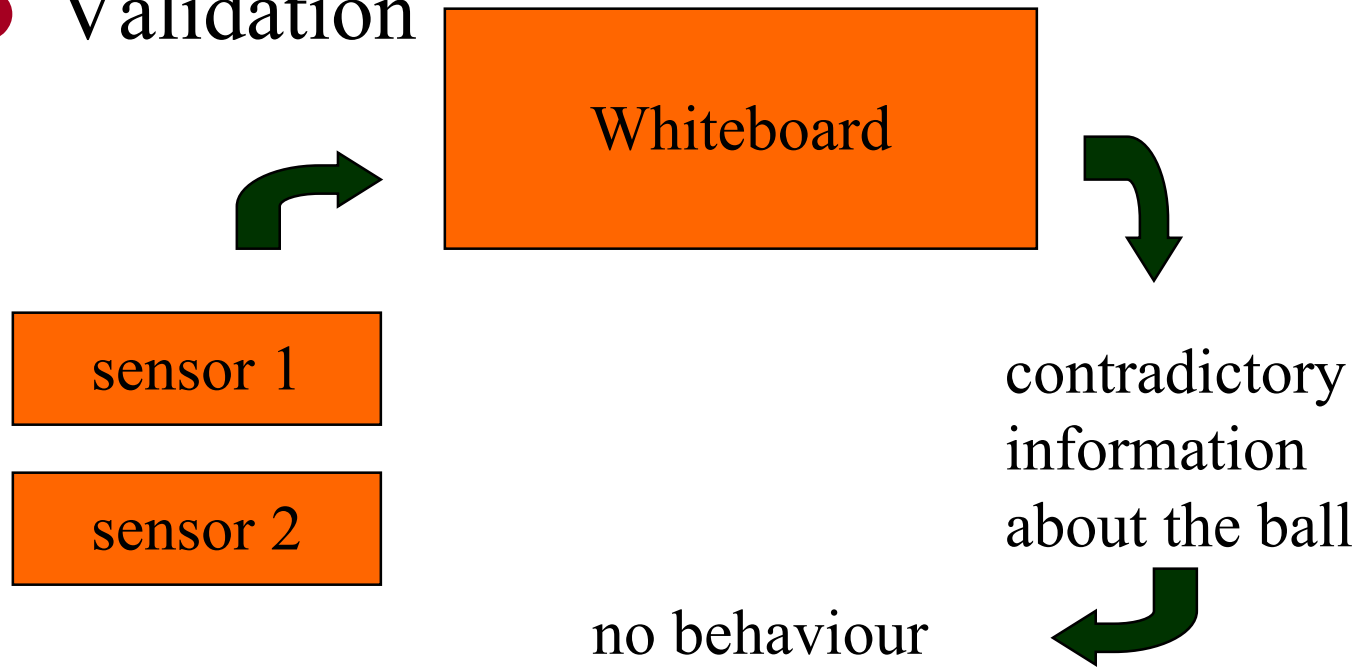 Validation
Whiteboard
sensor 1
sensor 2
contradictory
information
about the ball
no behaviour